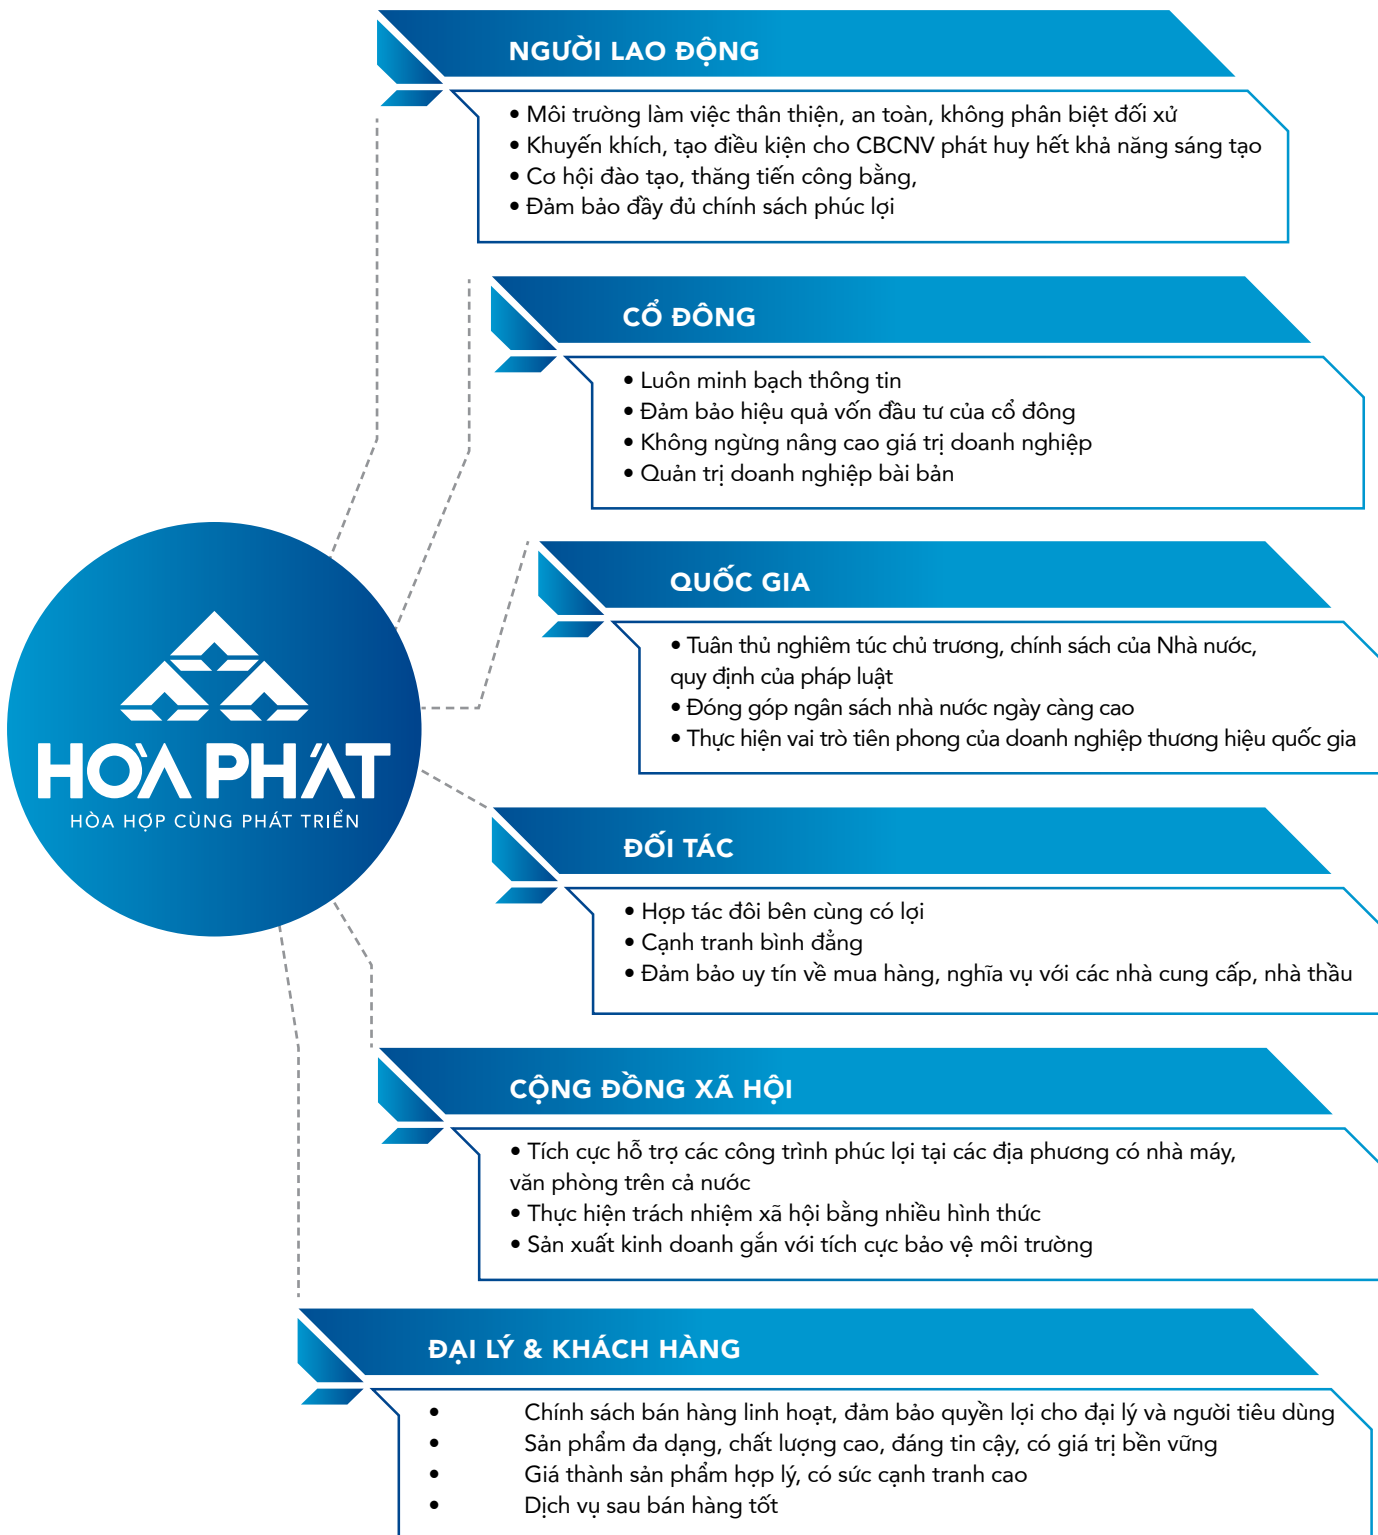 NGƯỜI LAO ĐỘNG
• Môi trường làm việc thân thiện, an toàn, không phân biệt đối xử
• Khuyến khích, tạo điều kiện cho CBCNV phát huy hết khả năng sáng tạo
• Cơ hội đào tạo, thăng tiến công bằng,
• Đảm bảo đầy đủ chính sách phúc lợi
CỔ ĐÔNG
• Luôn minh bạch thông tin
• Đảm bảo hiệu quả vốn đầu tư của cổ đông
• Không ngừng nâng cao giá trị doanh nghiệp
• Quản trị doanh nghiệp bài bản
QUỐC GIA
• Tuân thủ nghiêm túc chủ trương, chính sách của Nhà nước,
quy định của pháp luật
• Đóng góp ngân sách nhà nước ngày càng cao
• Thực hiện vai trò tiên phong của doanh nghiệp thương hiệu quốc gia
HÒA PHÁT
HÒA HỢP CÙNG PHÁT TRIỂN
ĐỐI TÁC
• Hợp tác đôi bên cùng có lợi
• Cạnh tranh bình đẳng
• Đảm bảo uy tín về mua hàng, nghĩa vụ với các nhà cung cấp, nhà thầu
CỘNG ĐỒNG XÃ HỘI
• Tích cực hỗ trợ các công trình phúc lợi tại các địa phương có nhà máy,
văn phòng trên cả nước
• Thực hiện trách nhiệm xã hội bằng nhiều hình thức
• Sản xuất kinh doanh gắn với tích cực bảo vệ môi trường
ĐẠI LÝ & KHÁCH HÀNG
• Chính sách bán hàng linh hoạt, đảm bảo quyền lợi cho đại lý và người tiêu dùng
• Sản phẩm đa dạng, chất lượng cao, đáng tin cậy, có giá trị bền vững
• Giá thành sản phẩm hợp lý, có sức cạnh tranh cao
• Dịch vụ sau bán hàng tốt